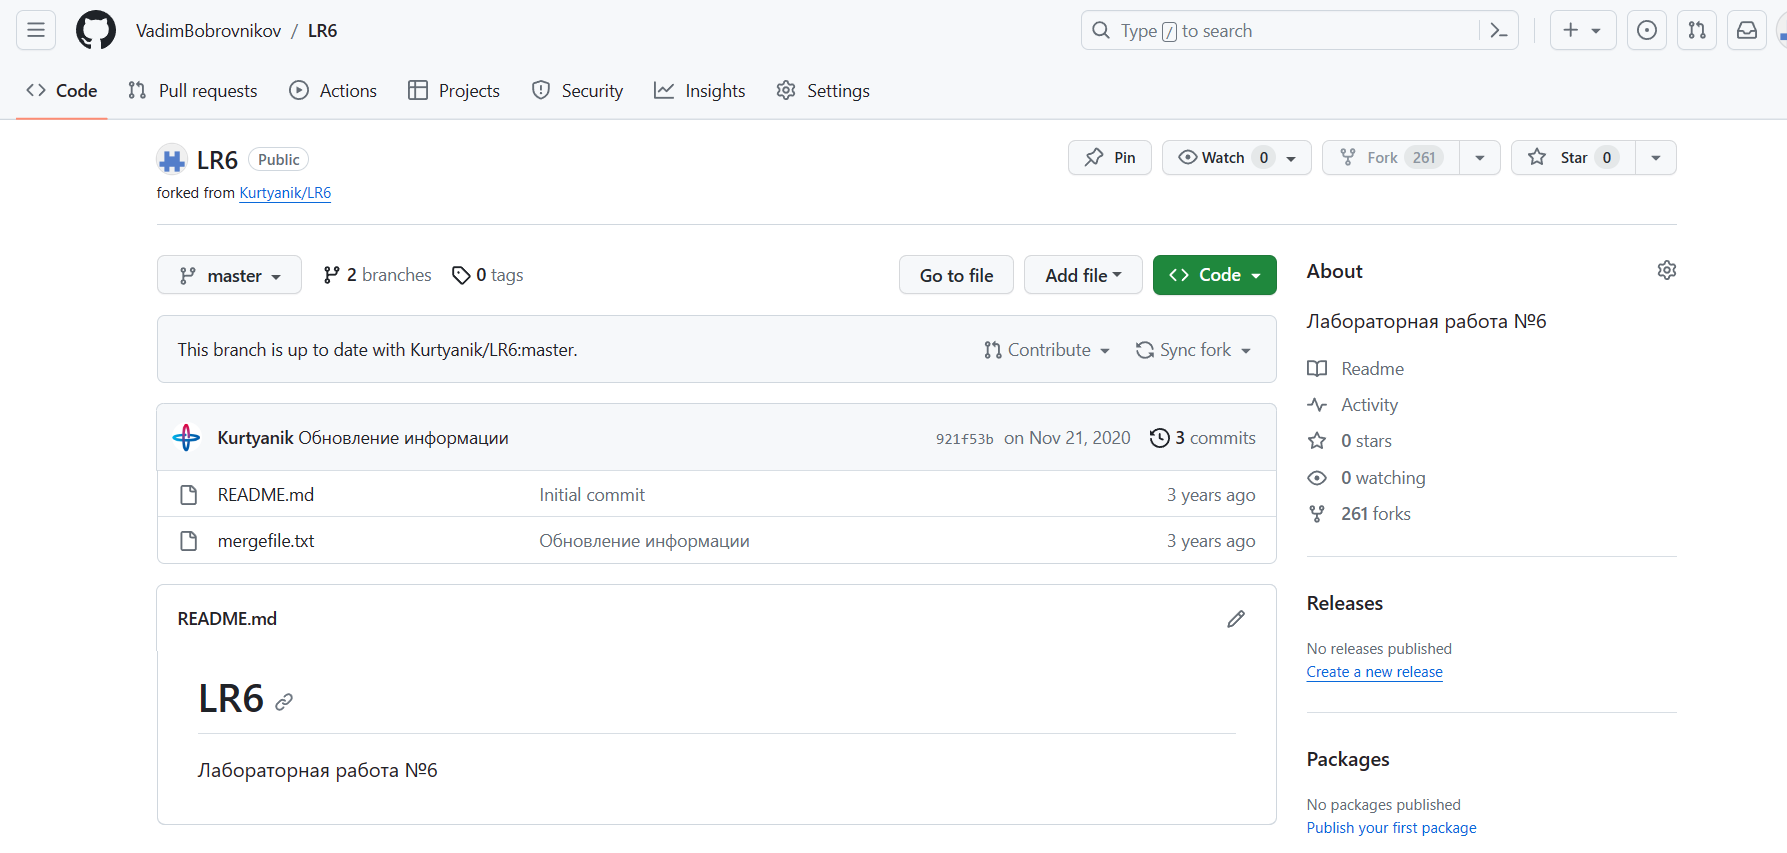 VadimBobrovnikov / LR6
Type / to search
Code
Pull requests
Actions
Projects
Security
Insights
Settings
LR6 Public
Pin
Watch 0
Fork 261
Star 0
forked from Kurtyanik/LR6
master
2 branches
0 tags
Go to file
Add file
Code
This branch is up to date with Kurtyanik/LR6:master.
Contribute
Sync fork
Kurtyanik Обновление информации
921f53b on Nov 21, 2020
3 commits
README.md
Initial commit
3 years ago
mergefile.txt
Обновление информации
3 years ago
README.md
LR6
Лабораторная работа №6
About
Лабораторная работа №6
Readme
Activity
0 stars
0 watching
261 forks
Releases
No releases published
Create a new release
Packages
No packages published
Publish your first package